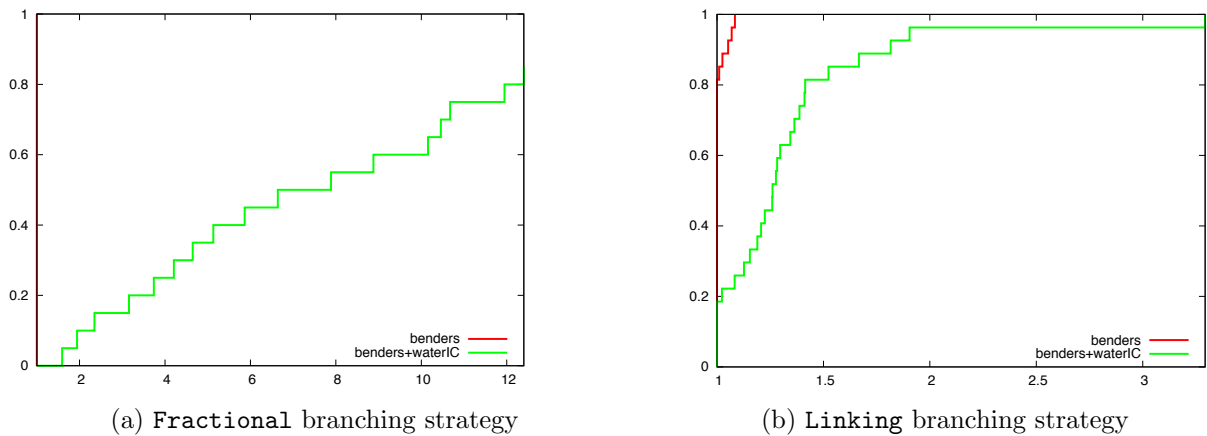 1
0.8
0.6
0.4
0.2
0
2 4 6 8 10 12
benders
benders+waterIC
(a) Fractional branching strategy
1
0.8
0.6
0.4
0.2
0
1 1.5 2 2.5 3
benders
benders+waterIC
(b) Linking branching strategy